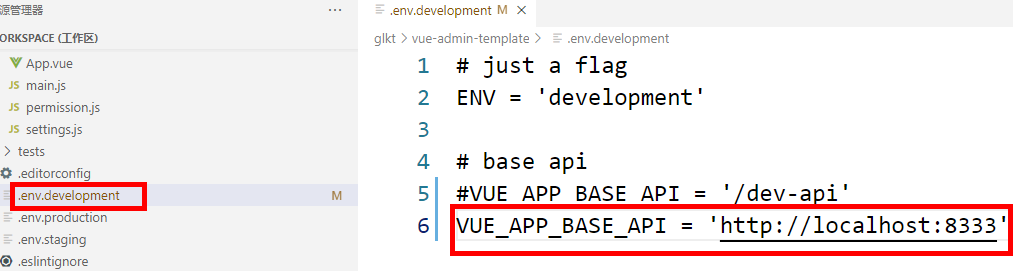 源管理器
ORKSPACE (工作区)
App.vue
JS main.js
JS permission.js
JS settings.js
tests
.editorconfig
.env.development M
.env.production
.env.staging
.eslintignore
.env.development M
glkt > vue-admin-template > .env.development
1 # just a flag
2 ENV = 'development'
3
4 # base api
5 #VUE_APP_BASE_API = '/dev-api'
6 VUE_APP_BASE_API = 'http://localhost:8333'